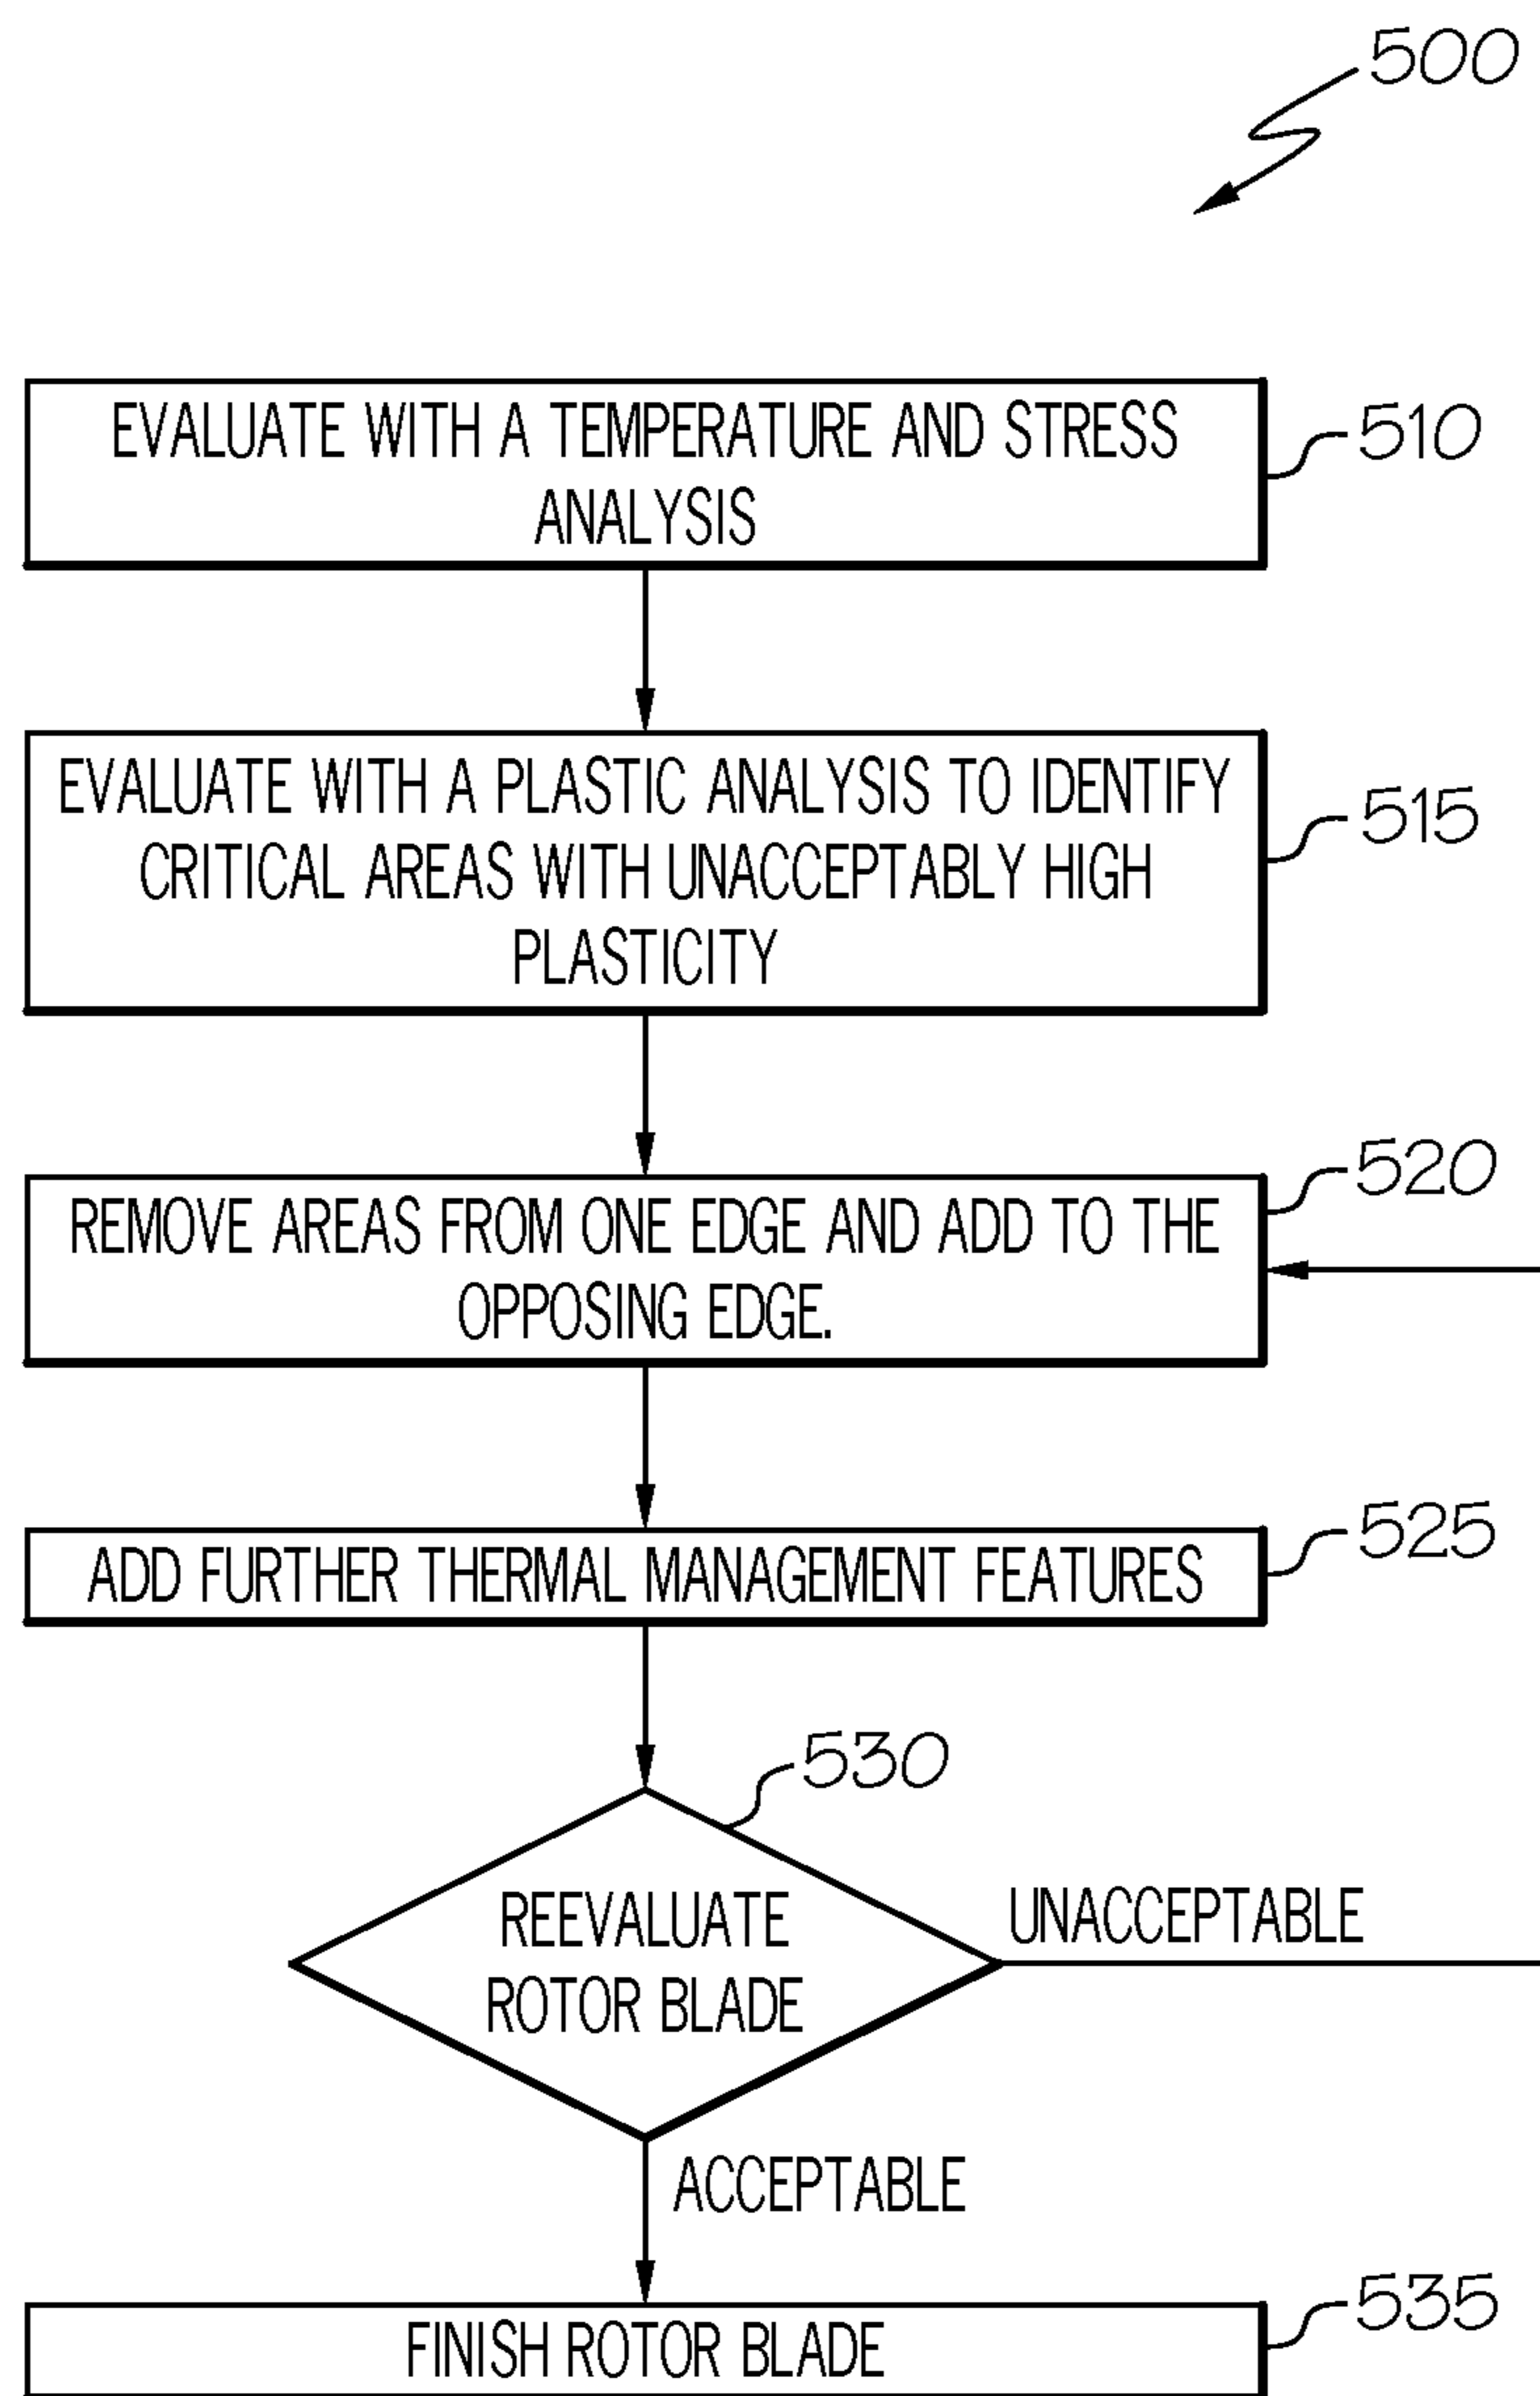 500
EVALUATE WITH A TEMPERATURE AND STRESS
ANALYSIS
510
EVALUATE WITH A PLASTIC ANALYSIS TO IDENTIFY
CRITICAL AREAS WITH UNACCEPTABLY HIGH
PLASTICITY
515
REMOVE AREAS FROM ONE EDGE AND ADD TO THE
OPPOSING EDGE.
520
ADD FURTHER THERMAL MANAGEMENT FEATURES
525
530
REEVALUATE
ROTOR BLADE
UNACCEPTABLE
ACCEPTABLE
FINISH ROTOR BLADE
535